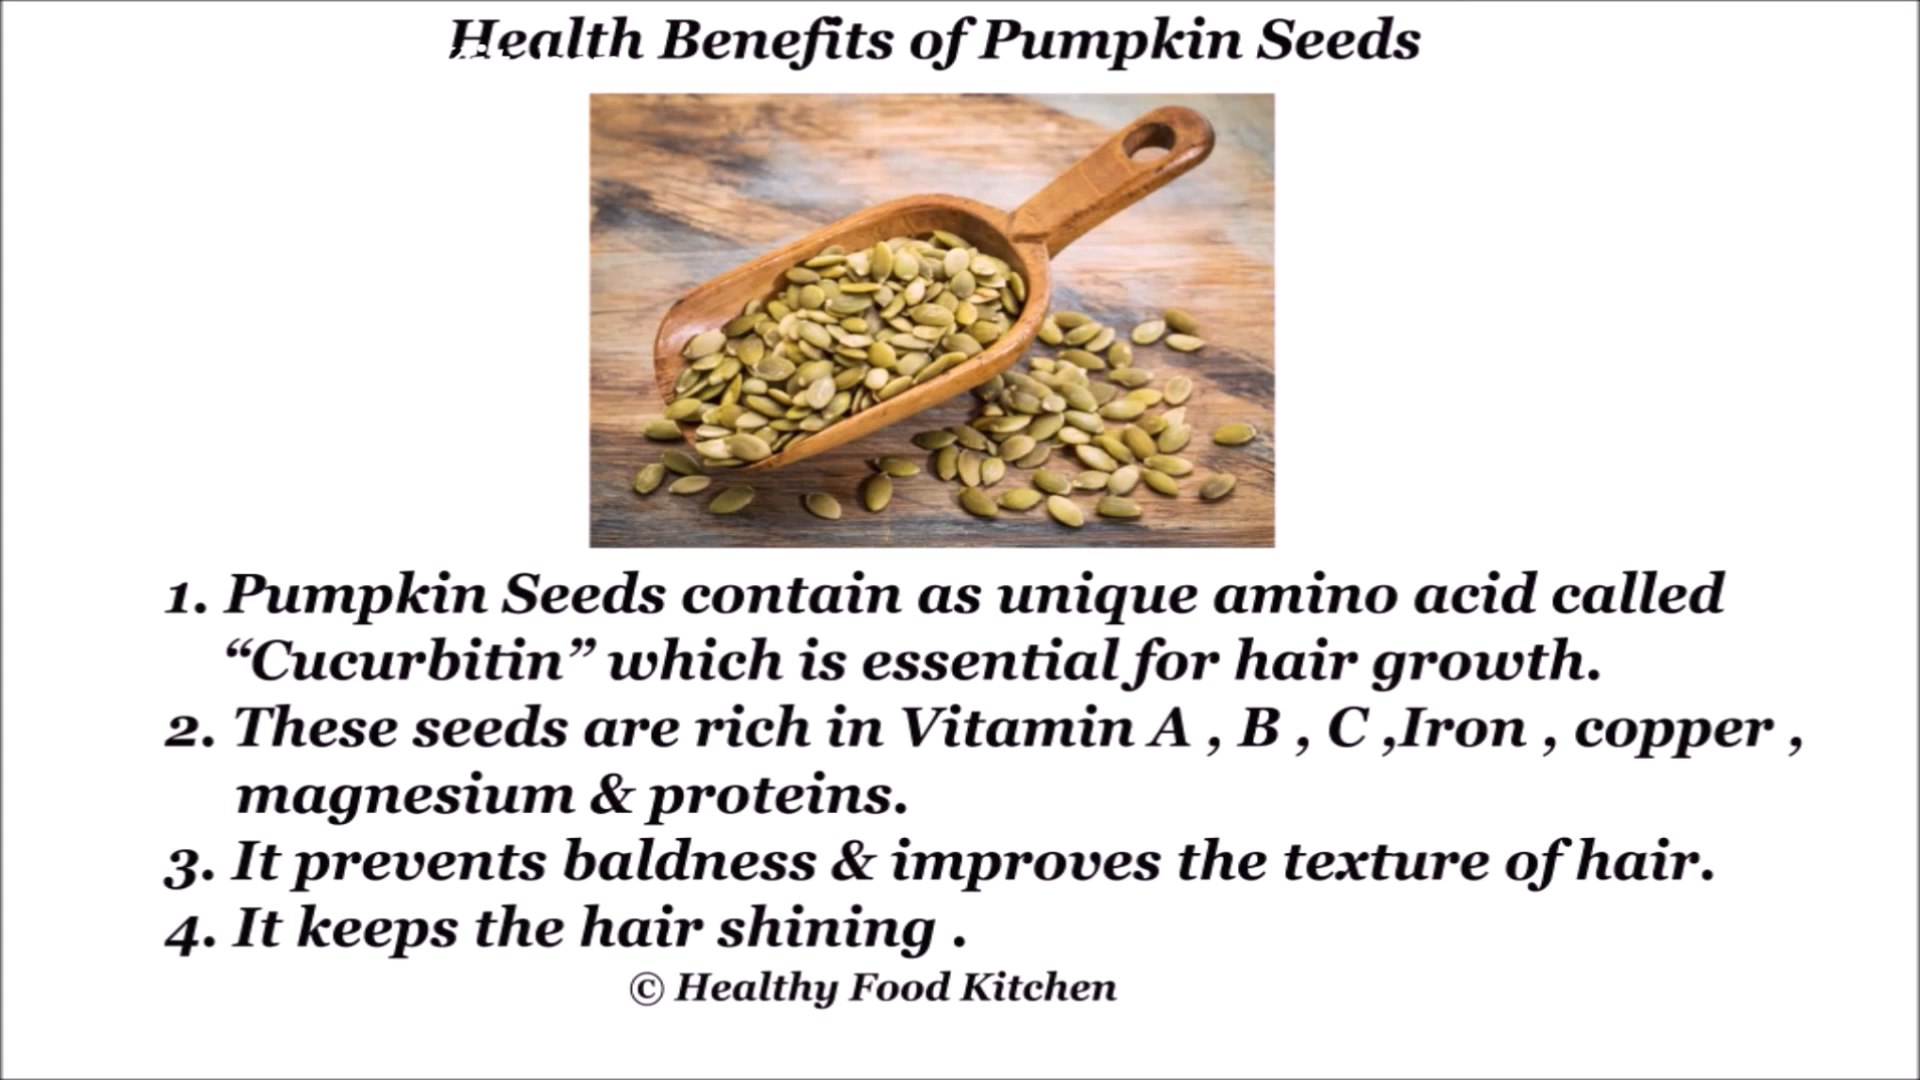 Health Benefits of Pumpkin Seeds
1. Pumpkin Seeds contain as unique amino acid called
“Cucurbitin” which is essential for hair growth.
2. These seeds are rich in Vitamin A , B , C ,Iron , copper ,
magnesium & proteins.
3. It prevents baldness & improves the texture of hair.
4. It keeps the hair shining .
© Healthy Food Kitchen